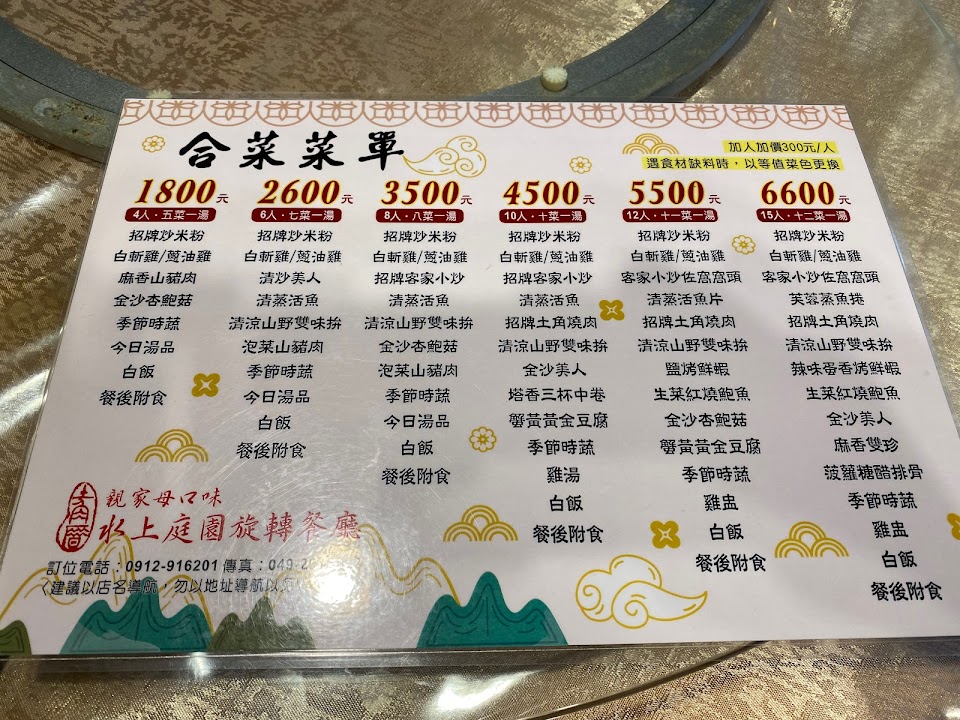 合菜菜單
加人加價300元/人
遇食材缺料時，以等值菜色更換
1800元
4人・五菜一湯
招牌炒米粉
白斬雞/蔥油雞
麻香山豬肉
金沙杏鮑菇
季節時蔬
今日湯品
白飯
餐後附食
2600元
6人・七菜一湯
招牌炒米粉
白斬雞/蔥油雞
清炒美人
清蒸活魚
清涼山野雙味拚
泡菜山豬肉
季節時蔬
今日湯品
白飯
餐後附食
3500元
8人・八菜一湯
招牌炒米粉
白斬雞/蔥油雞
招牌客家小炒
清蒸活魚
清涼山野雙味拚
金沙杏鮑菇
泡菜山豬肉
季節時蔬
今日湯品
白飯
餐後附食
4500元
10人・十菜一湯
招牌炒米粉
白斬雞/蔥油雞
招牌客家小炒
清蒸活魚
招牌土角燒肉
清涼山野雙味拚
金沙美人
塔香三杯中卷
蟹黃黃金豆腐
季節時蔬
雞湯
白飯
餐後附食
5500元
12人・十一菜一湯
招牌炒米粉
白斬雞/蔥油雞
客家小炒佐窩窩頭
清蒸活魚片
招牌土角燒肉
清涼山野雙味拚
鹽烤鮮蝦
生菜紅燒鮑魚
金沙杏鮑菇
蟹黃黃金豆腐
季節時蔬
雞盅
白飯
餐後附食
6600元
15人・十二菜一湯
招牌炒米粉
白斬雞/蔥油雞
客家小炒佐窩窩頭
芙蓉蒸魚捲
招牌土角燒肉
清涼山野雙味拚
辣味蛋香烤鮮蝦
生菜紅燒鮑魚
金沙美人
麻香雙珍
菠蘿糖醋排骨
季節時蔬
雞盅
白飯
餐後附食
親家母口味
水上庭園旋轉餐廳
訂位電話：0912-916201 傳真：049-2
（建議以店名導航，勿以地址導航以